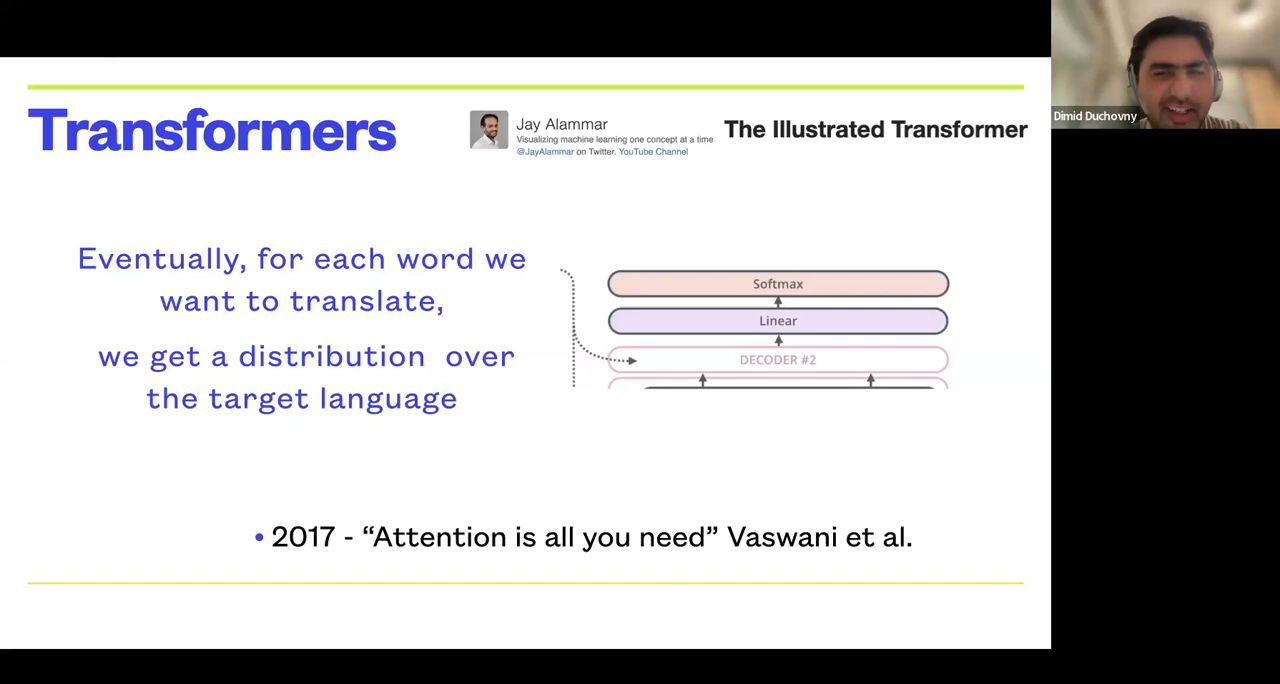 Transformers
Jay Alammar
Visualizing machine learning one concept at a time
@JayAlammar on Twitter. YouTube Channel
The Illustrated Transformer
Dimid Duchovny
Eventually, for each word we
want to translate,
we get a distribution over
the target language
Softmax
Linear
DECODER #2
• 2017 - “Attention is all you need” Vaswani et al.